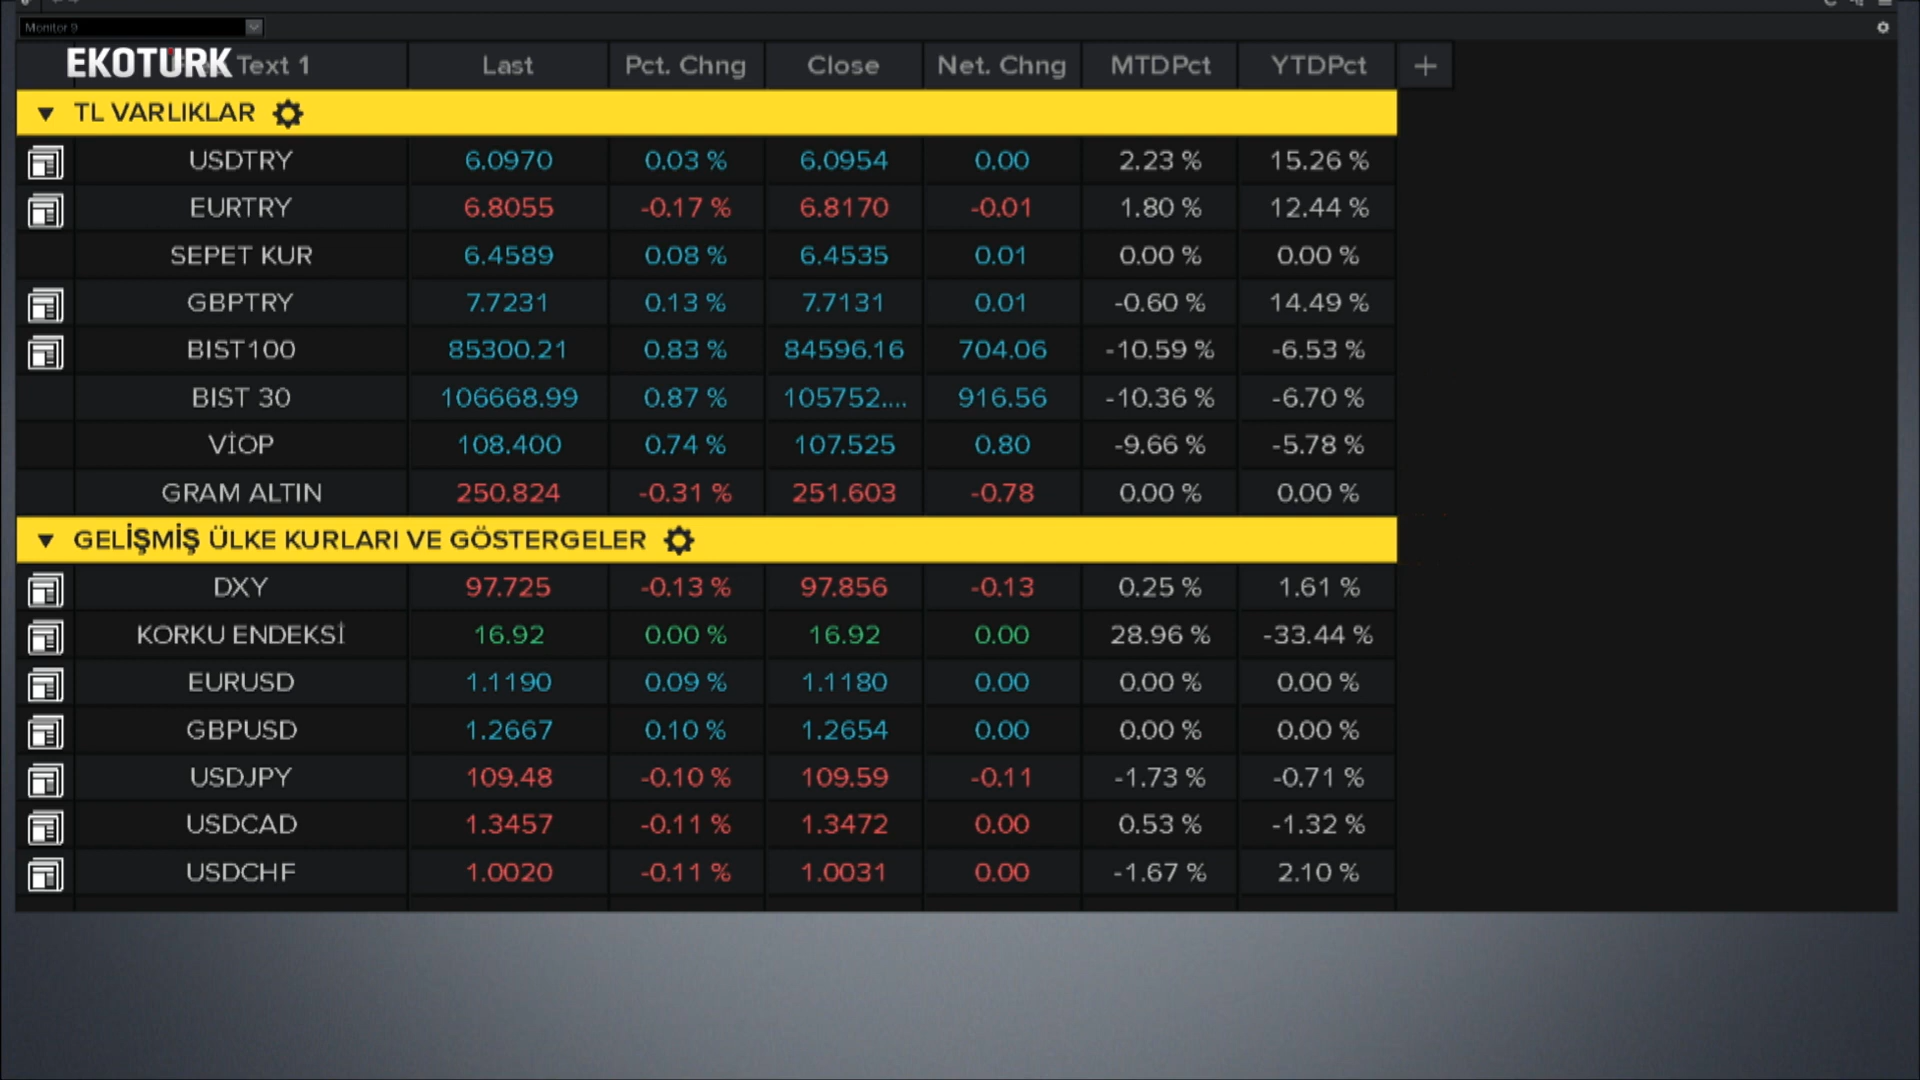 Monitor 9
EKOTÜRK Text 1 Last Pct. Chng Close Net. Chng MTDPct YTDPct +
TL VARLIKLAR
USDTRY 6.0970 0.03 % 6.0954 0.00 2.23 % 15.26 %
EURTRY 6.8055 -0.17 % 6.8170 -0.01 1.80 % 12.44 %
SEPET KUR 6.4589 0.08 % 6.4535 0.01 0.00 % 0.00 %
GBPTRY 7.7231 0.13 % 7.7131 0.01 -0.60 % 14.49 %
BIST100 85300.21 0.83 % 84596.16 704.06 -10.59 % -6.53 %
BIST 30 106668.99 0.87 % 105752.... 916.56 -10.36 % -6.70 %
VİOP 108.400 0.74 % 107.525 0.80 -9.66 % -5.78 %
GRAM ALTIN 250.824 -0.31 % 251.603 -0.78 0.00 % 0.00 %
GELİŞMİŞ ÜLKE KURLARI VE GÖSTERGELER
DXY 97.725 -0.13 % 97.856 -0.13 0.25 % 1.61 %
KORKU ENDEKSİ 16.92 0.00 % 16.92 0.00 28.96 % -33.44 %
EURUSD 1.1190 0.09 % 1.1180 0.00 0.00 % 0.00 %
GBPUSD 1.2667 0.10 % 1.2654 0.00 0.00 % 0.00 %
USDJPY 109.48 -0.10 % 109.59 -0.11 -1.73 % -0.71 %
USDCAD 1.3457 -0.11 % 1.3472 0.00 0.53 % -1.32 %
USDCHF 1.0020 -0.11 % 1.0031 0.00 -1.67 % 2.10 %